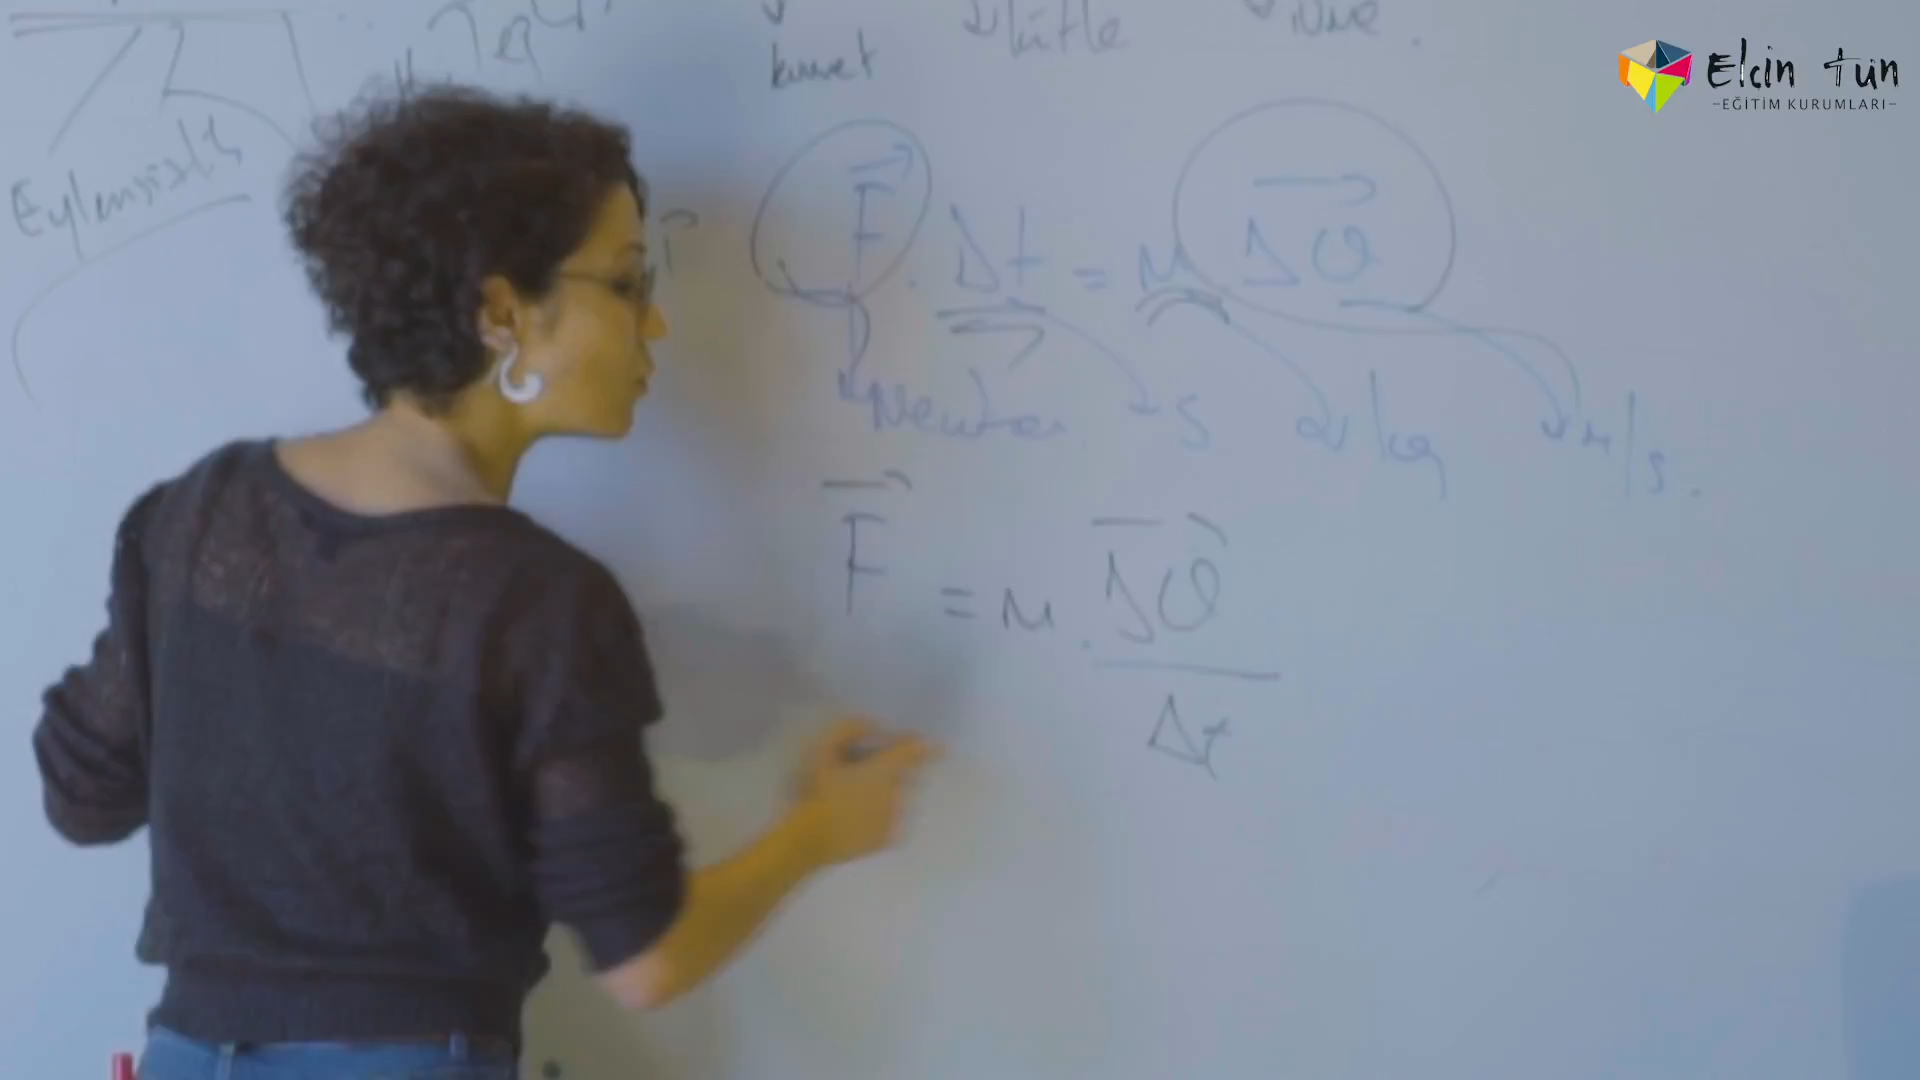 kuvvet
kütle
Eylemsizlik
F⃗ . Δt = m Δϑ⃗
Newton s kg m/s.
F⃗ = m . Δϑ⃗
Δt
Elcin tun
-EĞİTİM KURUMLARI-